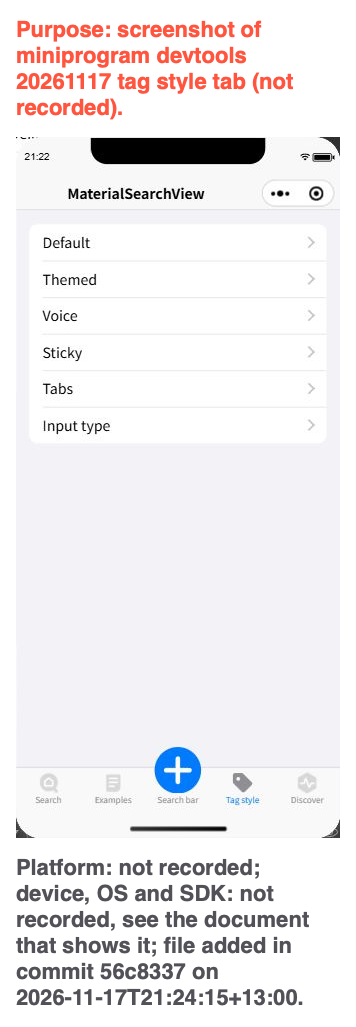 Purpose: screenshot of
miniprogram devtools
20261117 tag style tab (not
recorded).
21:22
MaterialSearchView
Default
Themed
Voice
Sticky
Tabs
Input type
Search
Examples
Search bar
Tag style
Discover
Platform: not recorded;
device, OS and SDK: not
recorded, see the document
that shows it; file added in
commit 56c8337 on
2026-11-17T21:24:15+13:00.